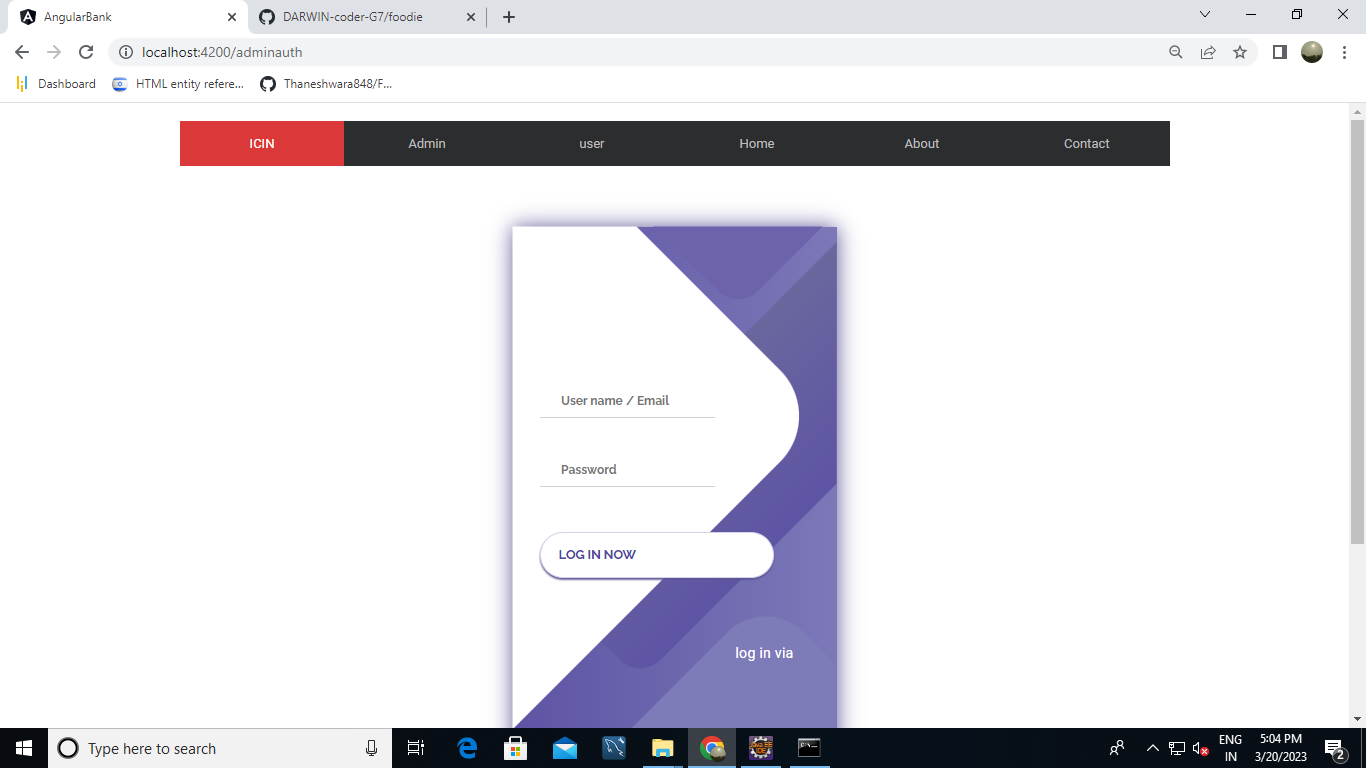 AngularBank
DARWIN-coder-G7/foodie
localhost:4200/adminauth
Dashboard
HTML entity refere...
Thaneshwara848/F...
ICIN
Admin
user
Home
About
Contact
User name / Email
Password
LOG IN NOW
log in via
Type here to search
ENG
IN
5:04 PM
3/20/2023
2